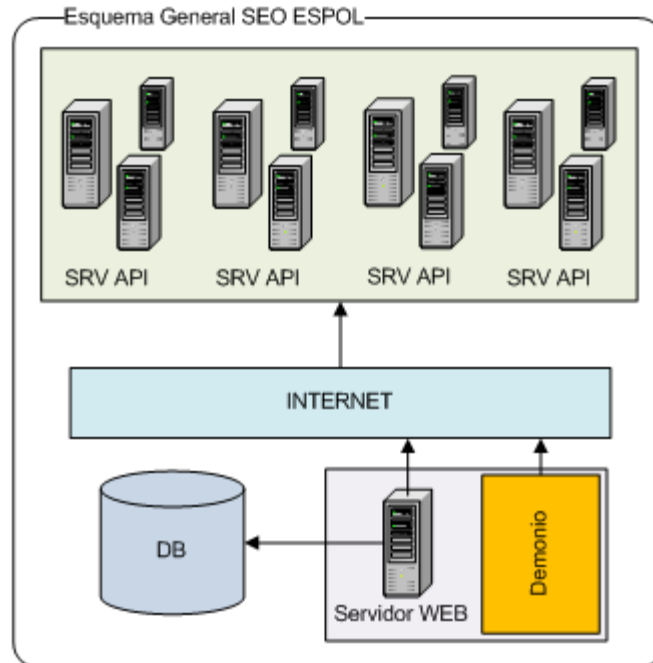 Esquema General SEO ESPOL
SRV API
SRV API
SRV API
SRV API
INTERNET
DB
Servidor WEB
Demonio